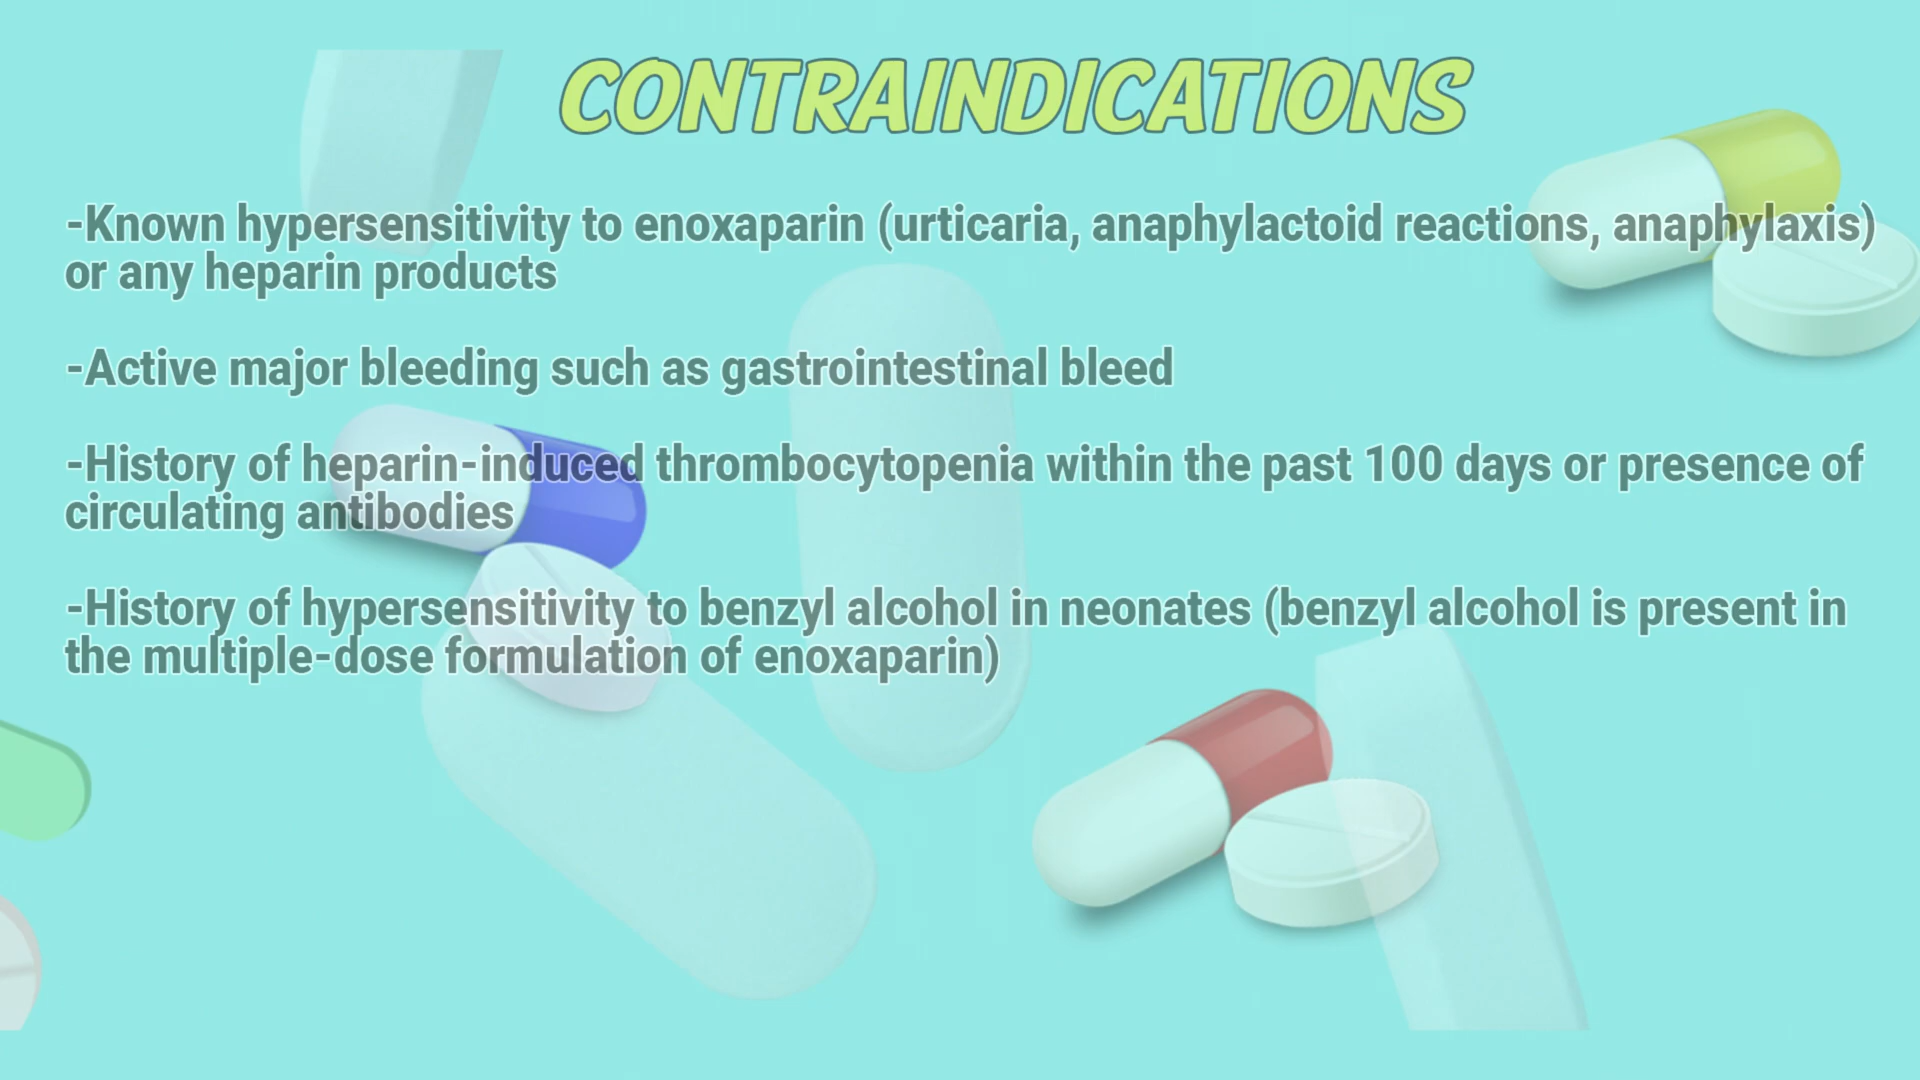 CONTRAINDICATIONS
-Known hypersensitivity to enoxaparin (urticaria, anaphylactoid reactions, anaphylaxis)
or any heparin products
-Active major bleeding such as gastrointestinal bleed
-History of heparin-induced thrombocytopenia within the past 100 days or presence of
circulating antibodies
-History of hypersensitivity to benzyl alcohol in neonates (benzyl alcohol is present in
the multiple-dose formulation of enoxaparin)